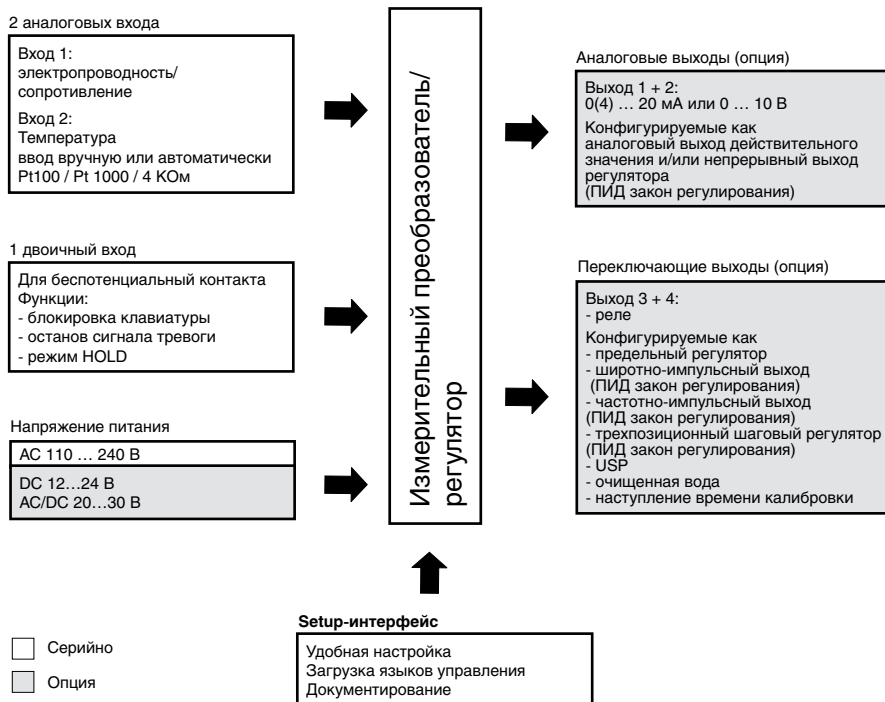 2 аналоговых входа
Вход 1:
электропроводность/
сопротивление
Вход 2:
Температура
ввод вручную или автоматически
Pt100 / Pt 1000 / 4 КОм
1 двоичный вход
Для беспотенциальный контакта
Функции:
- блокировка клавиатуры
- останов сигнала тревоги
- режим HOLD
Напряжение питания
AC 110 … 240 В
DC 12…24 В
AC/DC 20…30 В
Измерительный преобразователь/
регулятор
Аналоговые выходы (опция)
Выход 1 + 2:
0(4) … 20 мА или 0 … 10 В
Конфигурируемые как
аналоговый выход действительного
значения и/или непрерывный выход
регулятора
(ПИД закон регулирования)
Переключающие выходы (опция)
Выход 3 + 4:
- реле
Конфигурируемые как
- предельный регулятор
- широтно-импульсный выход
(ПИД закон регулирования)
- частотно-импульсный выход
(ПИД закон регулирования)
- трехпозиционный шаговый регулятор
(ПИД закон регулирования)
- USP
- очищенная вода
- наступление времени калибровки
Setup-интерфейс
Удобная настройка
Загрузка языков управления
Документирование
Серийно
Опция